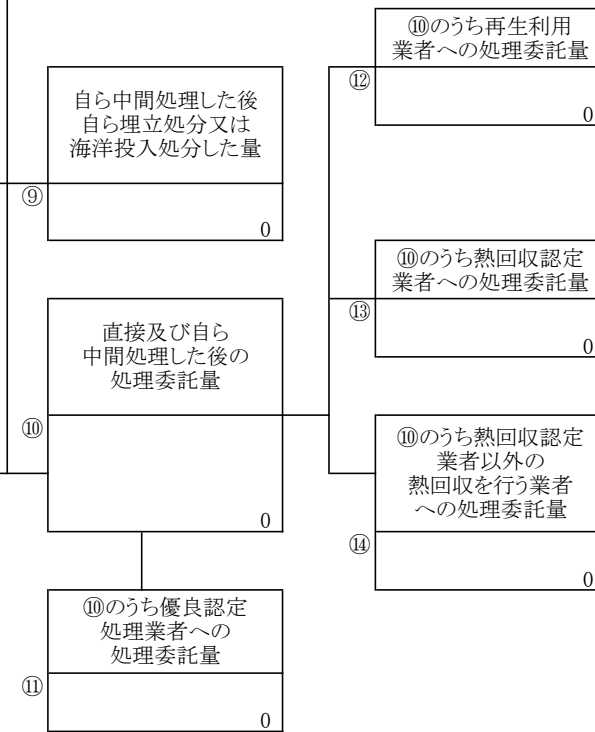 自ら中間処理した後
自ら埋立処分又は
海洋投入処分した量
⑨
0
直接及び自ら
中間処理した後の
処理委託量
⑩
0
⑩のうち優良認定
処理業者への
処理委託量
⑪
0
⑩のうち再生利用
業者への処理委託量
⑫
0
⑩のうち熱回収認定
業者への処理委託量
⑬
0
⑩のうち熱回収認定
業者以外の
熱回収を行う業者
への処理委託量
⑭
0